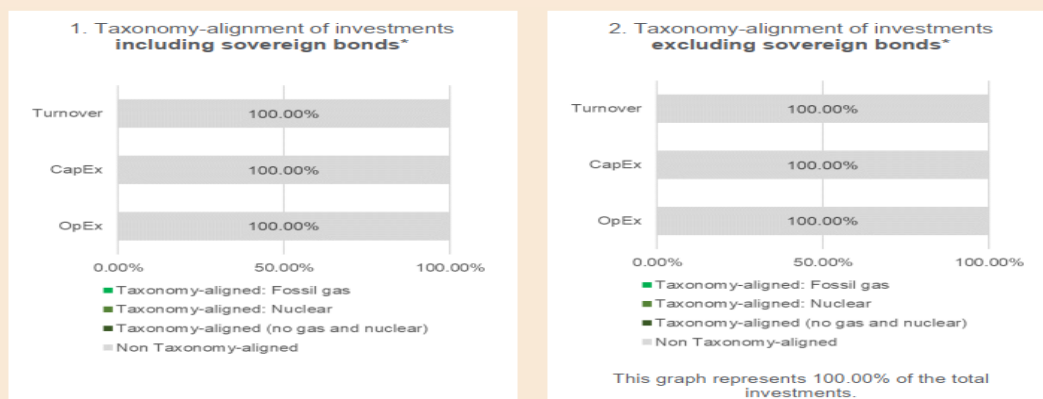 1. Taxonomy-alignment of investments
including sovereign bonds*
Turnover
100.00%
CapEx
100.00%
OpEx
100.00%
0.00%
50.00%
100.00%
Taxonomy-aligned: Fossil gas
Taxonomy-aligned: Nuclear
Taxonomy-aligned (no gas and nuclear)
Non Taxonomy-aligned
2. Taxonomy-alignment of investments
excluding sovereign bonds*
Turnover
100.00%
CapEx
100.00%
OpEx
100.00%
0.00%
50.00%
100.00%
Taxonomy-aligned: Fossil gas
Taxonomy-aligned: Nuclear
Taxonomy-aligned (no gas and nuclear)
Non Taxonomy-aligned
This graph represents 100.00% of the total
investments.